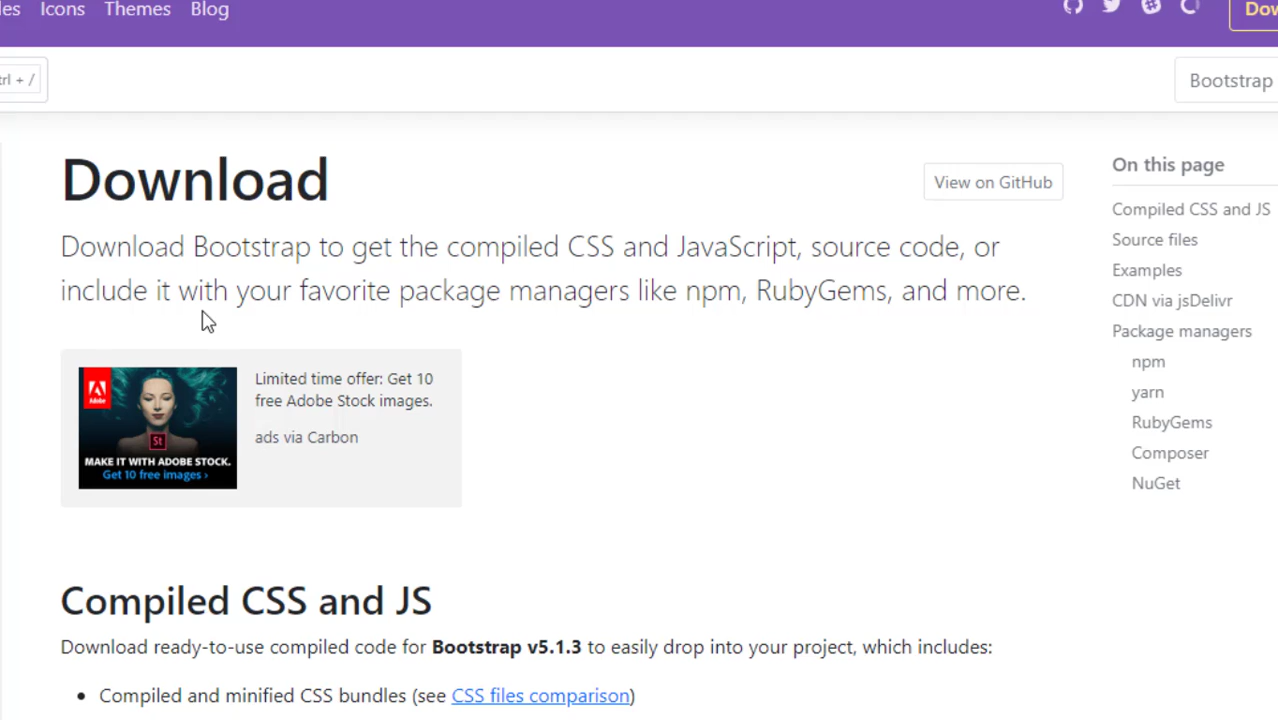 Icons Themes Blog
+ /
Bootstrap
Download
View on GitHub
Download Bootstrap to get the compiled CSS and JavaScript, source code, or
include it with your favorite package managers like npm, RubyGems, and more.
Adobe
St
MAKE IT WITH ADOBE STOCK.
Get 10 free images ›
Limited time offer: Get 10
free Adobe Stock images.
ads via Carbon
Compiled CSS and JS
Download ready-to-use compiled code for Bootstrap v5.1.3 to easily drop into your project, which includes:
• Compiled and minified CSS bundles (see CSS files comparison)
On this page
Compiled CSS and JS
Source files
Examples
CDN via jsDelivr
Package managers
npm
yarn
RubyGems
Composer
NuGet